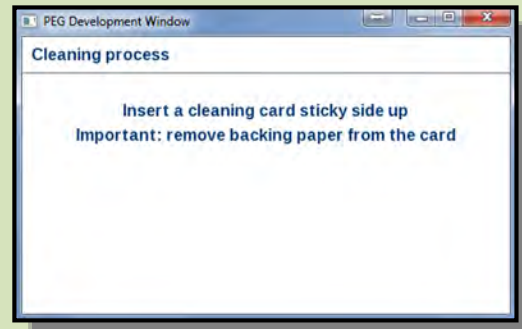 PEG Development Window
Cleaning process
Insert a cleaning card sticky side up
Important: remove backing paper from the card